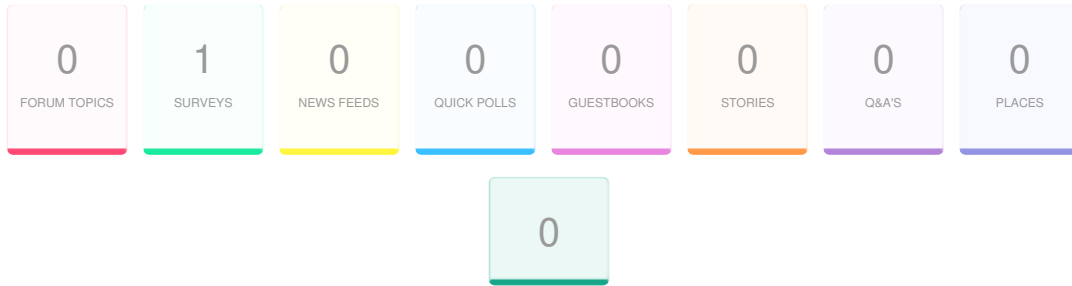 0 1 0 0 0 0 0 0
FORUM TOPICS SURVEYS NEWS FEEDS QUICK POLLS GUESTBOOKS STORIES Q&A'S PLACES
0